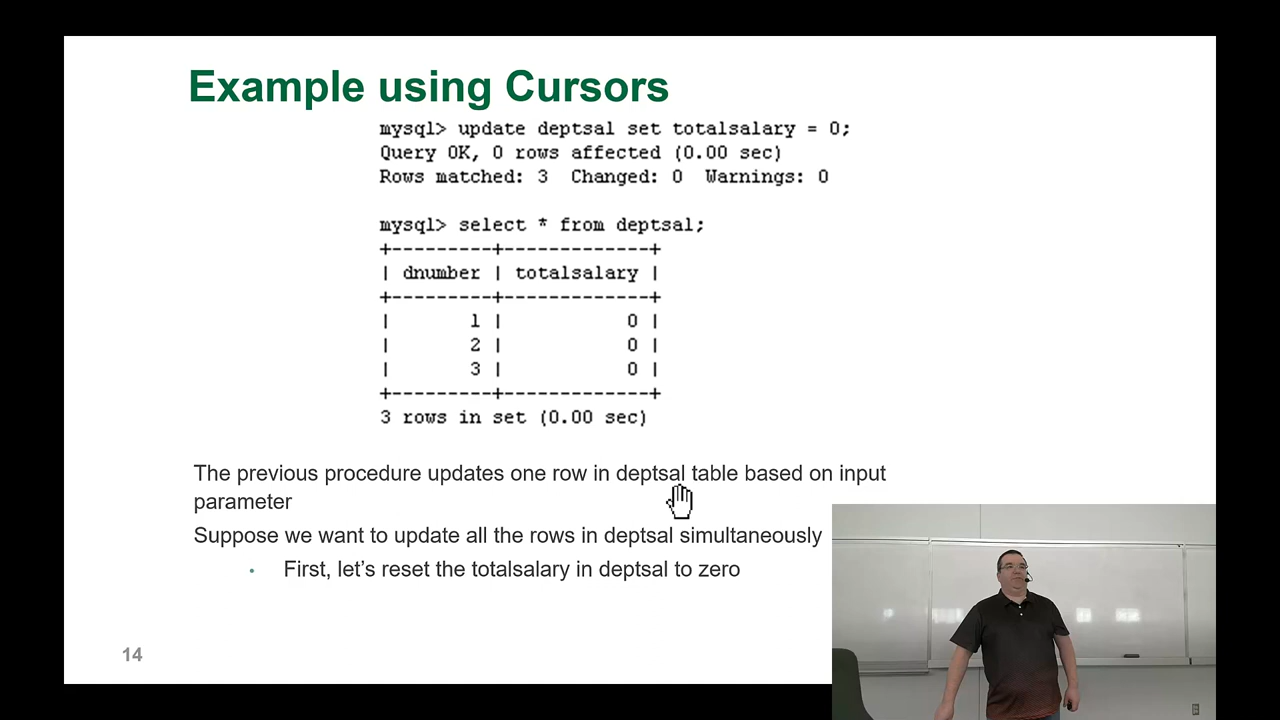 Example using Cursors
mysql> update deptsal set totalsalary = 0;
Query OK, 0 rows affected (0.00 sec)
Rows matched: 3  Changed: 0  Warnings: 0
mysql> select * from deptsal;
+---------+-------------+
| dnumber | totalsalary |
+---------+-------------+
|       1 |           0 |
|       2 |           0 |
|       3 |           0 |
+---------+-------------+
3 rows in set (0.00 sec)
The previous procedure updates one row in deptsal table based on input
parameter
Suppose we want to update all the rows in deptsal simultaneously
• First, let's reset the totalsalary in deptsal to zero
14